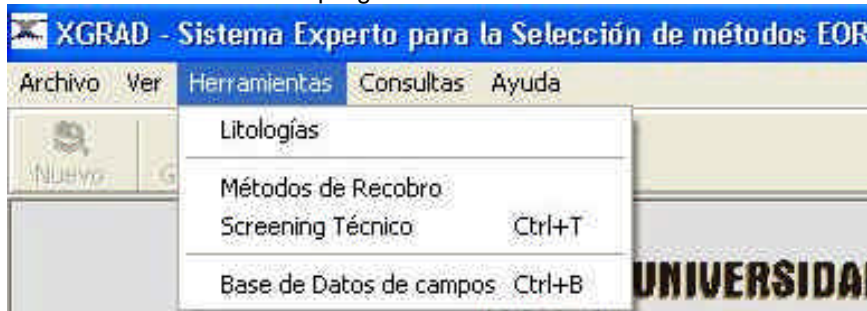 XGRAD - Sistema Experto para la Selección de métodos EOR
Archivo Ver Herramientas Consultas Ayuda
Litologías
Nuevo G
Métodos de Recobro
Screening Técnico Ctrl+T
Base de Datos de campos Ctrl+B
UNIVERSIDA